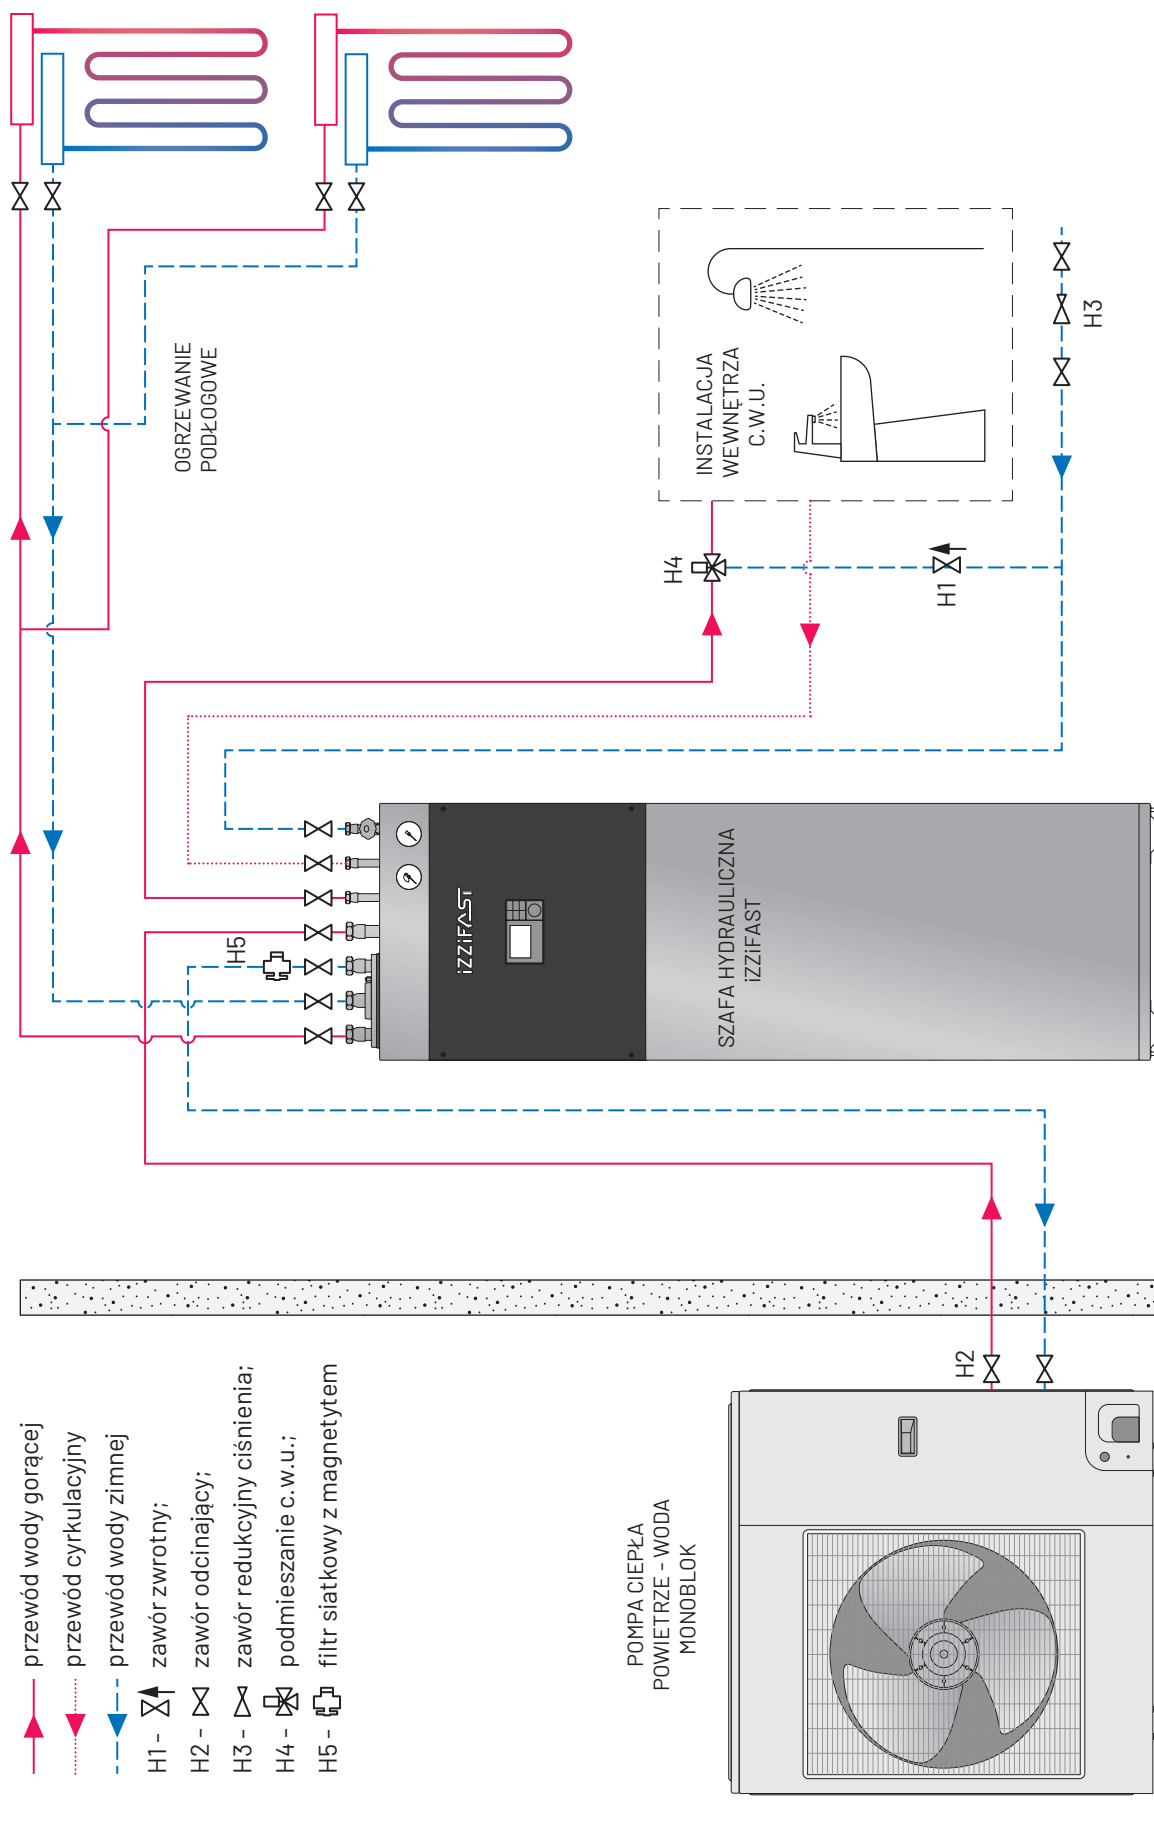 przewód wody gorącej
przewód cyrkulacyjny
przewód wody zimnej
H1 - zawór zwrotny;
H2 - zawór odcinający;
H3 - zawór redukcyjny ciśnienia;
H4 - podmieszanie c.w.u.;
H5 - filtr siatkowy z magnetytem
POMPA CIEPŁA
POWIETRZE - WODA
MONOBLOK
H2
H5
iZZiFAST
SZAFA HYDRAULICZNA
iZZiFAST
OGRZEWANIE
PODŁOGOWE
H4
H1
INSTALACJA
WEWNĘTRZA
C.W.U.
H3